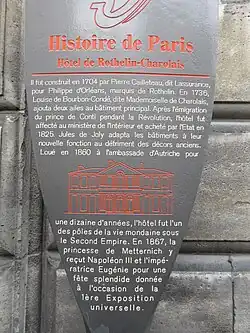 Histoire de Paris
Hôtel de Rothelin-Charolais
Il fut construit en 1704 par Pierre Cailleteau, dit Lassurance,
pour Philippe d'Orléans, marquis de Rothelin. En 1736,
Louise de Bourbon-Condé, dite Mademoiselle de Charolais,
ajouta deux ailes au bâtiment principal. Après l'émigration
du prince de Conti pendant la Révolution, l'hôtel fut
affecté au ministère de l'Intérieur et acheté par l'Etat en
1825. Jules de Joly adapta les bâtiments à leur
nouvelle fonction au détriment des décors anciens.
Loué en 1860 à l'ambassade d'Autriche pour
une dizaine d'années, l'hôtel fut l'un
des pôles de la vie mondaine sous
le Second Empire. En 1867, la
princesse de Metternich y
reçut Napoléon III et l'impé-
ratrice Eugénie pour une
fête splendide donnée
à l'occasion de la
1ère Exposition
universelle.